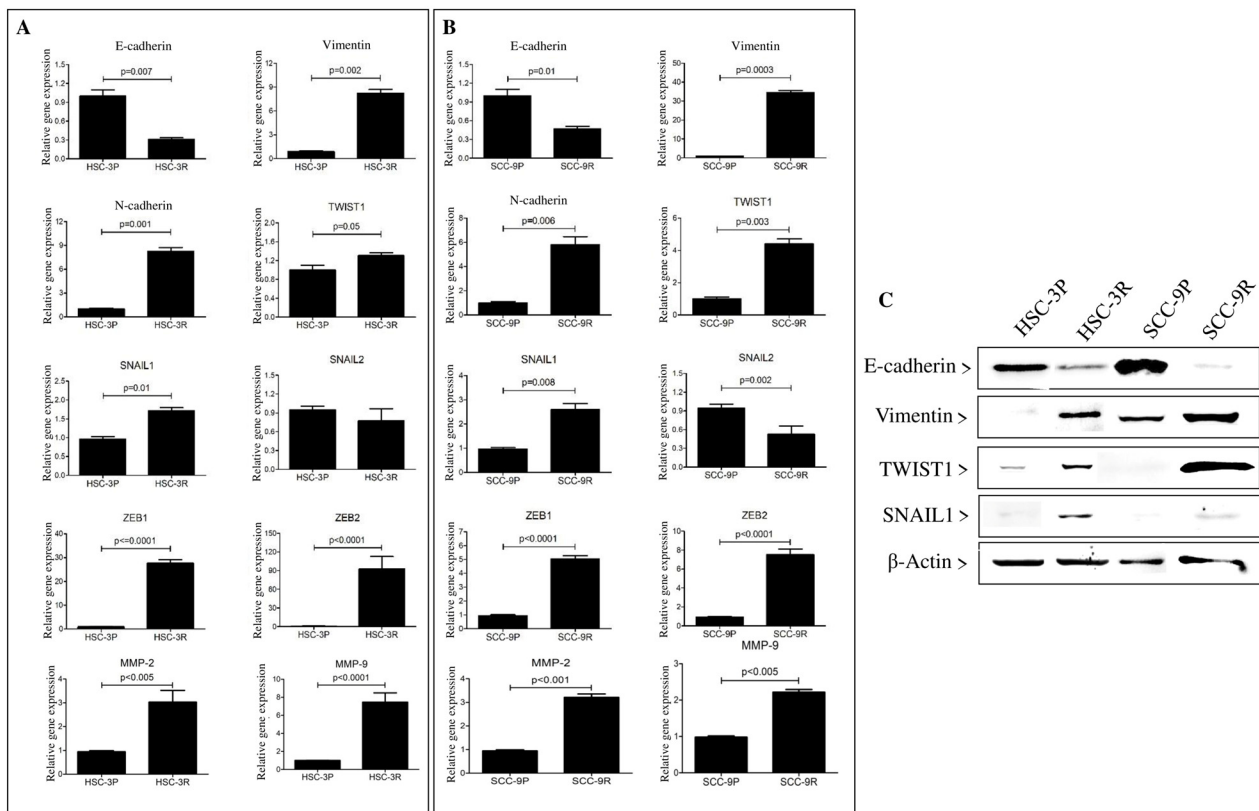 A
E-cadherin
Relative gene expression
1.5
1.2
0.9
0.6
0.3
0.0
p=0.007
HSC-3P HSC-3R
Vimentin
Relative gene expression
12
9
6
3
0
p=0.002
HSC-3P HSC-3R
N-cadherin
Relative gene expression
12
9
6
3
0
p=0.001
HSC-3P HSC-3R
TWIST1
Relative gene expression
2.0
1.6
1.2
0.8
0.4
0.0
p=0.05
HSC-3P HSC-3R
SNAIL1
Relative gene expression
2.5
2.0
1.5
1.0
0.5
0.0
p=0.01
HSC-3P HSC-3R
SNAIL2
Relative gene expression
1.5
1.2
0.9
0.6
0.3
0.0
HSC-3P HSC-3R
ZEB1
Relative gene expression
40
30
20
10
0
p<=0.0001
HSC-3P HSC-3R
ZEB2
Relative gene expression
150
120
90
60
30
0
p<0.0001
HSC-3P HSC-3R
MMP-2
Relative gene expression
4
3
2
1
0
p<0.005
HSC-3P HSC-3R
MMP-9
Relative gene expression
10
8
6
4
2
0
p<0.0001
HSC-3P HSC-3R
B
E-cadherin
Relative gene expression
1.5
1.2
0.9
0.6
0.3
0.0
p=0.01
SCC-9P SCC-9R
Vimentin
Relative gene expression
50
40
30
20
10
0
p=0.0003
SCC-9P SCC-9R
N-cadherin
Relative gene expression
8
6
4
2
0
p=0.006
SCC-9P SCC-9R
TWIST1
Relative gene expression
6
4
2
0
p=0.003
SCC-9P SCC-9R
SNAIL1
Relative gene expression
4
3
2
1
0
p=0.008
SCC-9P SCC-9R
SNAIL2
Relative gene expression
1.5
1.2
0.9
0.6
0.3
0.0
p=0.002
SCC-9P SCC-9R
ZEB1
Relative gene expression
7
6
5
4
3
2
1
0
p<0.0001
SCC-9P SCC-9R
ZEB2
Relative gene expression
10
8
6
4
2
0
p<0.0001
SCC-9P SCC-9R
MMP-2
Relative gene expression
4
3
2
1
0
p<0.001
SCC-9P SCC-9R
MMP-9
Relative gene expression
3
2
1
0
p<0.005
SCC-9P SCC-9R
C
HSC-3P HSC-3R SCC-9P SCC-9R
E-cadherin >
Vimentin >
TWIST1 >
SNAIL1 >
β-Actin >